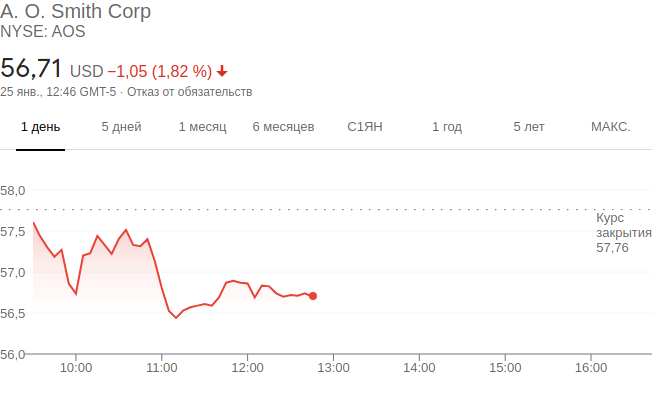 A. O. Smith Corp
NYSE: AOS
56,71 USD −1,05 (1,82 %)
25 янв., 12:46 GMT-5 · Отказ от обязательств
1 день 5 дней 1 месяц 6 месяцев С1ЯН 1 год 5 лет МАКС.
58,0
Курс
закрытия
57,76
57,5
57,0
56,5
56,0
10:00 11:00 12:00 13:00 14:00 15:00 16:00